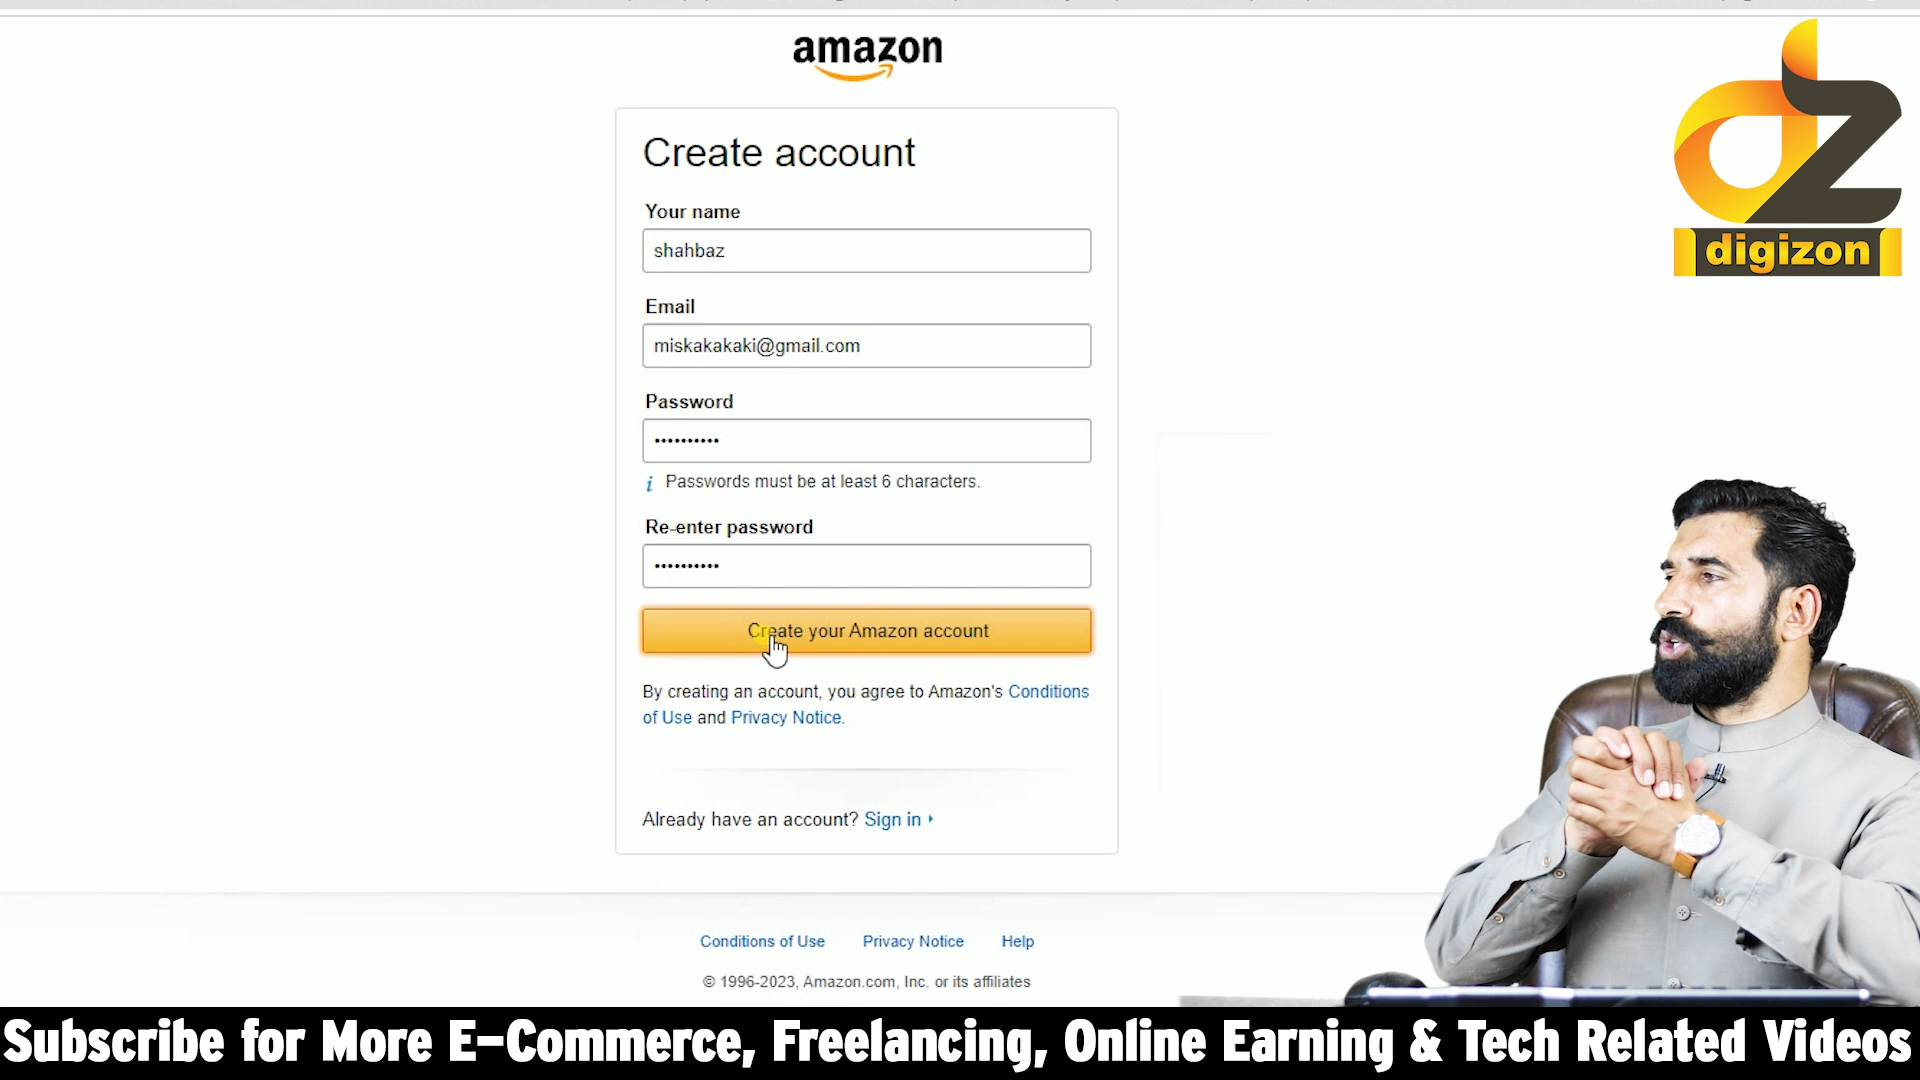 amazon
Create account
Your name
shahbaz
Email
miskakakaki@gmail.com
Password
••••••••••
i Passwords must be at least 6 characters.
Re-enter password
••••••••••
Create your Amazon account
By creating an account, you agree to Amazon's Conditions
of Use and Privacy Notice.
Already have an account? Sign in
Conditions of Use Privacy Notice Help
© 1996-2023, Amazon.com, Inc. or its affiliates
dz
digizon
Subscribe for More E-Commerce, Freelancing, Online Earning & Tech Related Videos